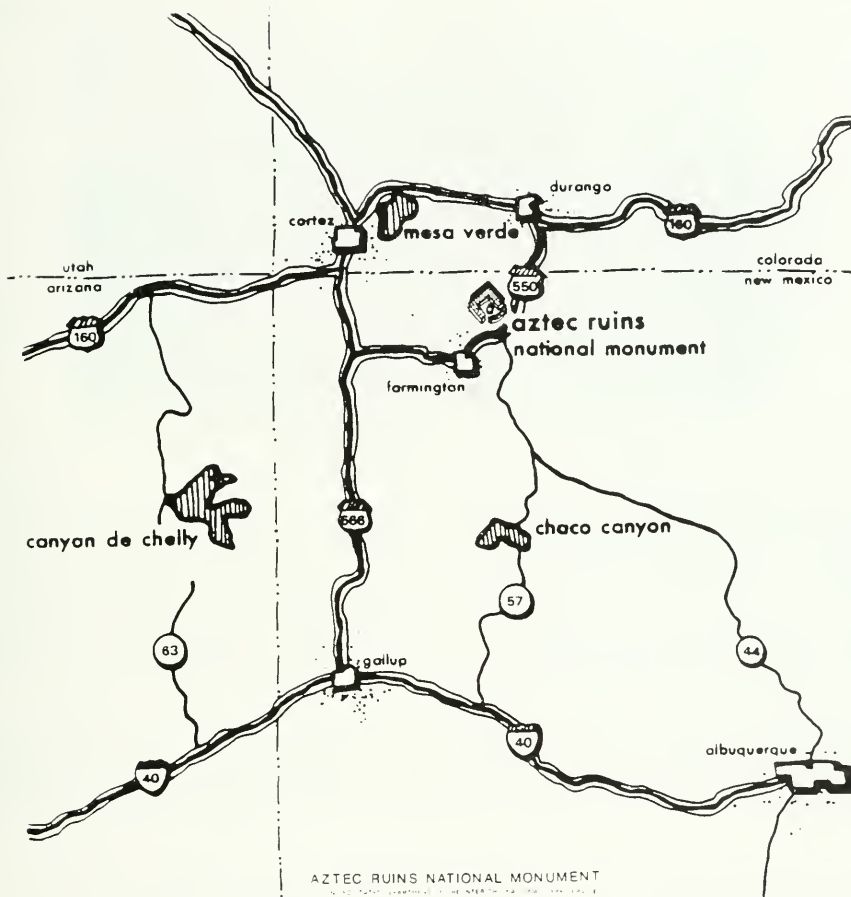 durango
160
cortez
mesa verde
utah
arizona
colorado
new mexico
550
aztec ruins
national monument
160
farmington
666
canyon de chelly
chaco canyon
57
63
44
gallup
40
albuquerque
40
AZTEC RUINS NATIONAL MONUMENT